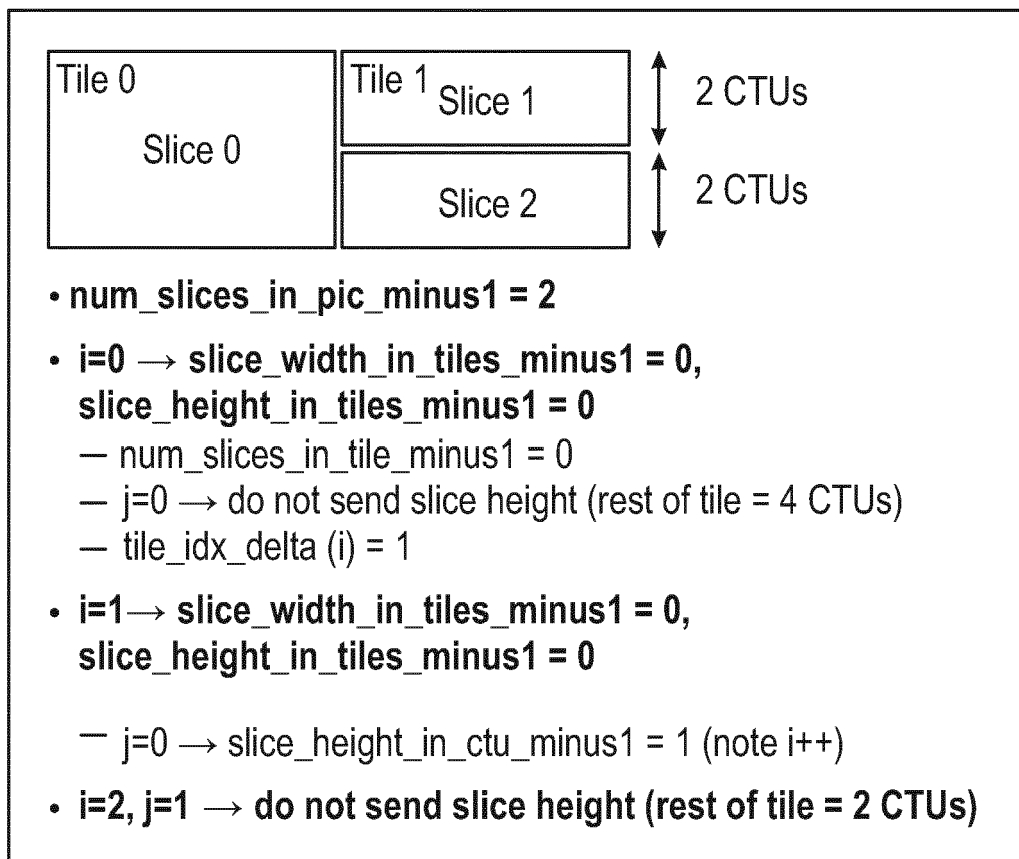 Tile 0
Tile 1
Slice 1
2 CTUs
Slice 0
Slice 2
2 CTUs
• num_slices_in_pic_minus1 = 2
• i=0 → slice_width_in_tiles_minus1 = 0,
slice_height_in_tiles_minus1 = 0
— num_slices_in_tile_minus1 = 0
— j=0 → do not send slice height (rest of tile = 4 CTUs)
— tile_idx_delta (i) = 1
• i=1→ slice_width_in_tiles_minus1 = 0,
slice_height_in_tiles_minus1 = 0
— j=0 → slice_height_in_ctu_minus1 = 1 (note i++)
• i=2, j=1 → do not send slice height (rest of tile = 2 CTUs)